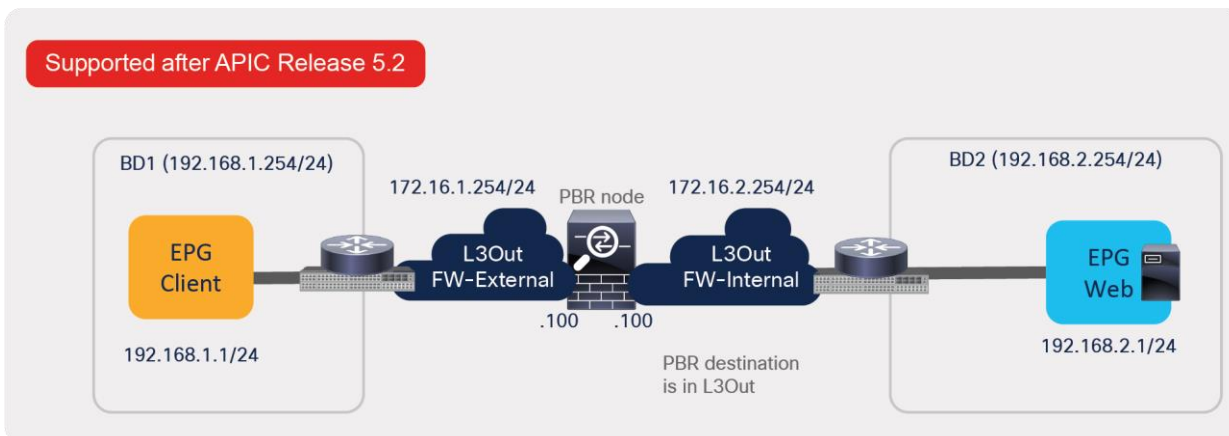 Supported after APIC Release 5.2
BD1 (192.168.1.254/24)
BD2 (192.168.2.254/24)
172.16.1.254/24
PBR node
172.16.2.254/24
EPG
Client
L3Out
FW-External
L3Out
FW-Internal
EPG
Web
.100
.100
192.168.1.1/24
192.168.2.1/24
PBR destination
is in L3Out